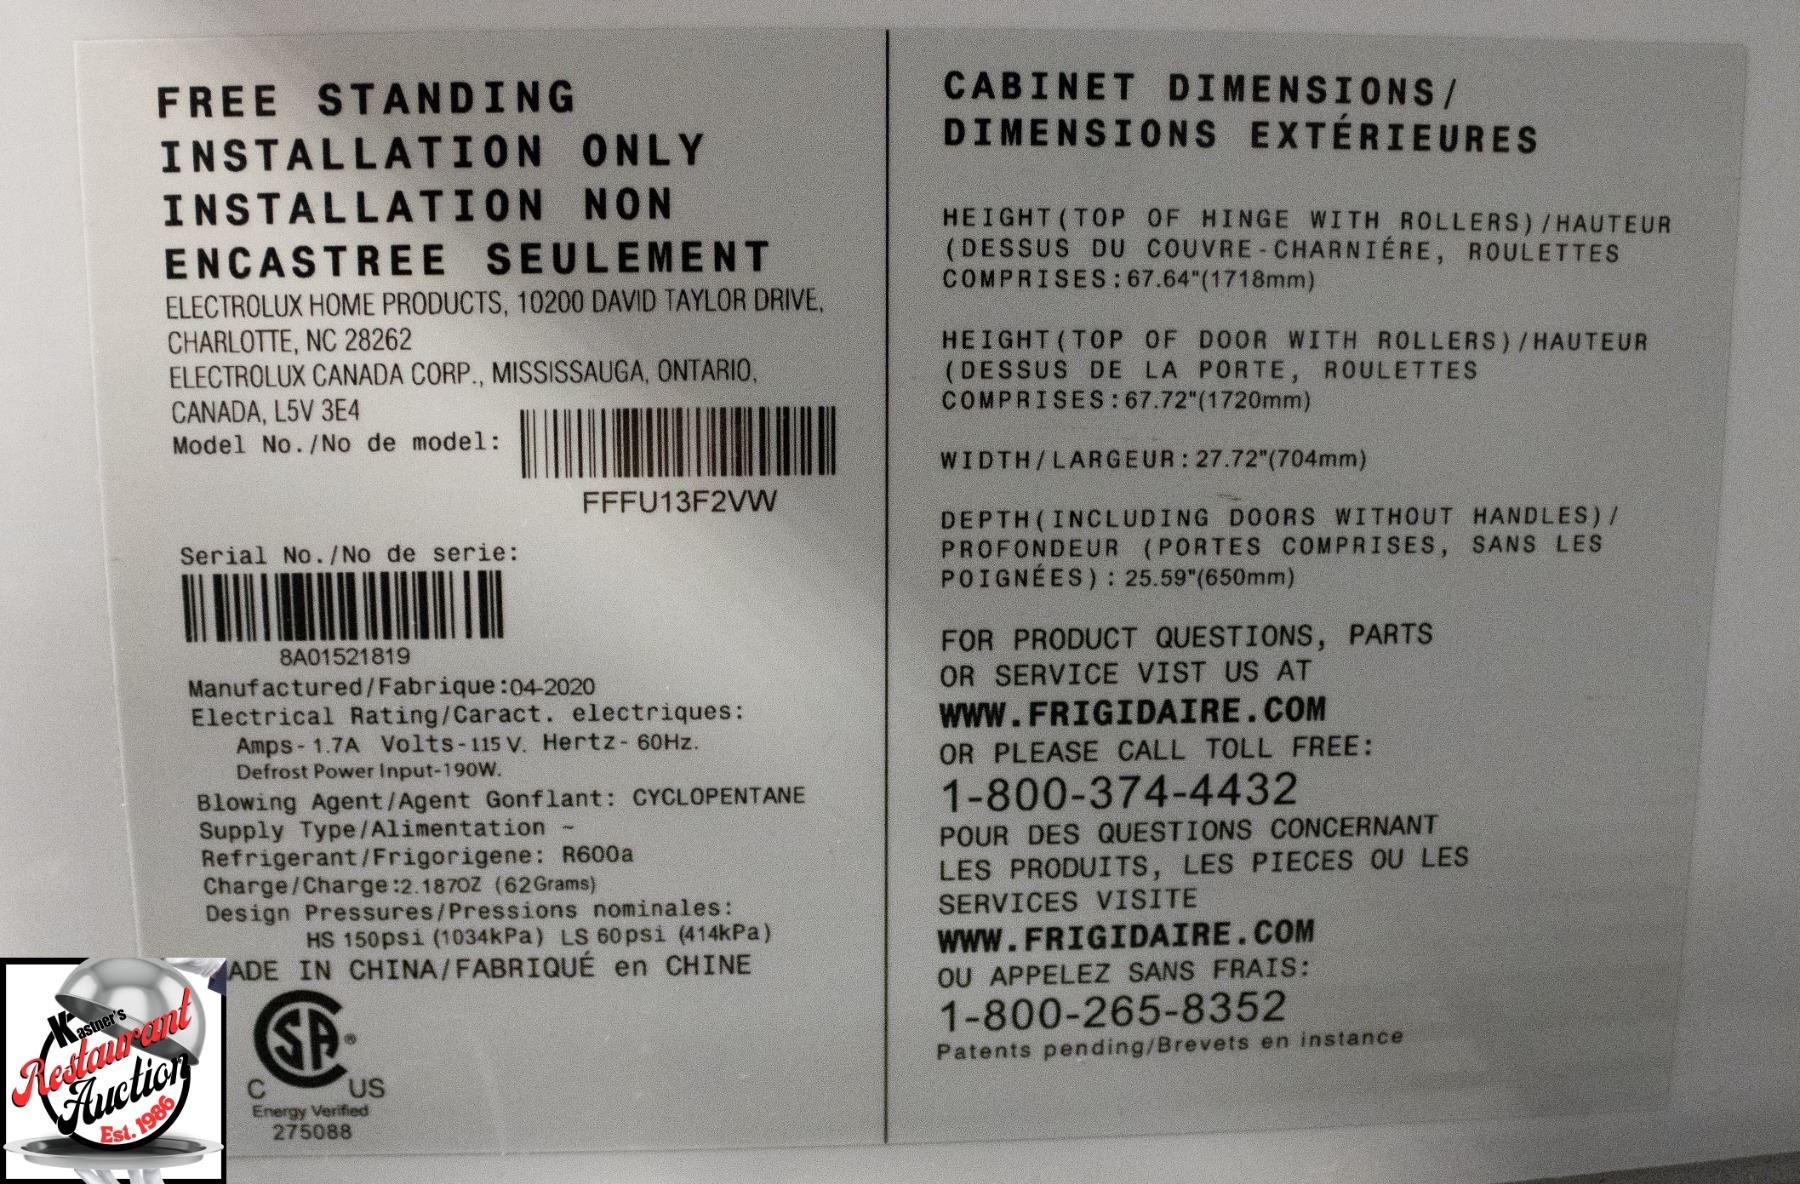 FREE STANDING
INSTALLATION ONLY
INSTALLATION NON
ENCASTREE SEULEMENT
ELECTROLUX HOME PRODUCTS, 10200 DAVID TAYLOR DRIVE,
CHARLOTTE, NC 28262
ELECTROLUX CANADA CORP., MISSISSAUGA, ONTARIO,
CANADA, L5V 3E4
Model No./No de model:
FFFU13F2VW
Serial No./No de serie:
8A01521819
Manufactured/Fabrique:04-2020
Electrical Rating/Caract. electriques:
Amps-1.7A Volts-115V. Hertz-60Hz.
Defrost Power Input-190W.
Blowing Agent/Agent Gonflant: CYCLOPENTANE
Supply Type/Alimentation ~
Refrigerant/Frigorigene: R600a
Charge/Charge:2.187OZ (62Grams)
Design Pressures/Pressions nominales:
HS 150psi (1034kPa) LS 60psi (414kPa)
ADE IN CHINA/FABRIQUÉ en CHINE
SA®
C US
Energy Verified
275088
CABINET DIMENSIONS/
DIMENSIONS EXTÉRIEURES
HEIGHT(TOP OF HINGE WITH ROLLERS)/HAUTEUR
(DESSUS DU COUVRE-CHARNIÉRE, ROULETTES
COMPRISES:67.64"(1718mm)
HEIGHT(TOP OF DOOR WITH ROLLERS)/HAUTEUR
(DESSUS DE LA PORTE, ROULETTES
COMPRISES:67.72"(1720mm)
WIDTH/LARGEUR:27.72"(704mm)
DEPTH(INCLUDING DOORS WITHOUT HANDLES)/
PROFONDEUR (PORTES COMPRISES, SANS LES
POIGNÉES):25.59"(650mm)
FOR PRODUCT QUESTIONS, PARTS
OR SERVICE VIST US AT
WWW.FRIGIDAIRE.COM
OR PLEASE CALL TOLL FREE:
1-800-374-4432
POUR DES QUESTIONS CONCERNANT
LES PRODUITS, LES PIECES OU LES
SERVICES VISITE
WWW.FRIGIDAIRE.COM
OU APPELEZ SANS FRAIS:
1-800-265-8352
Patents pending/Brevets en instance
Kastner's
Restaurant
Auction
Est. 1986